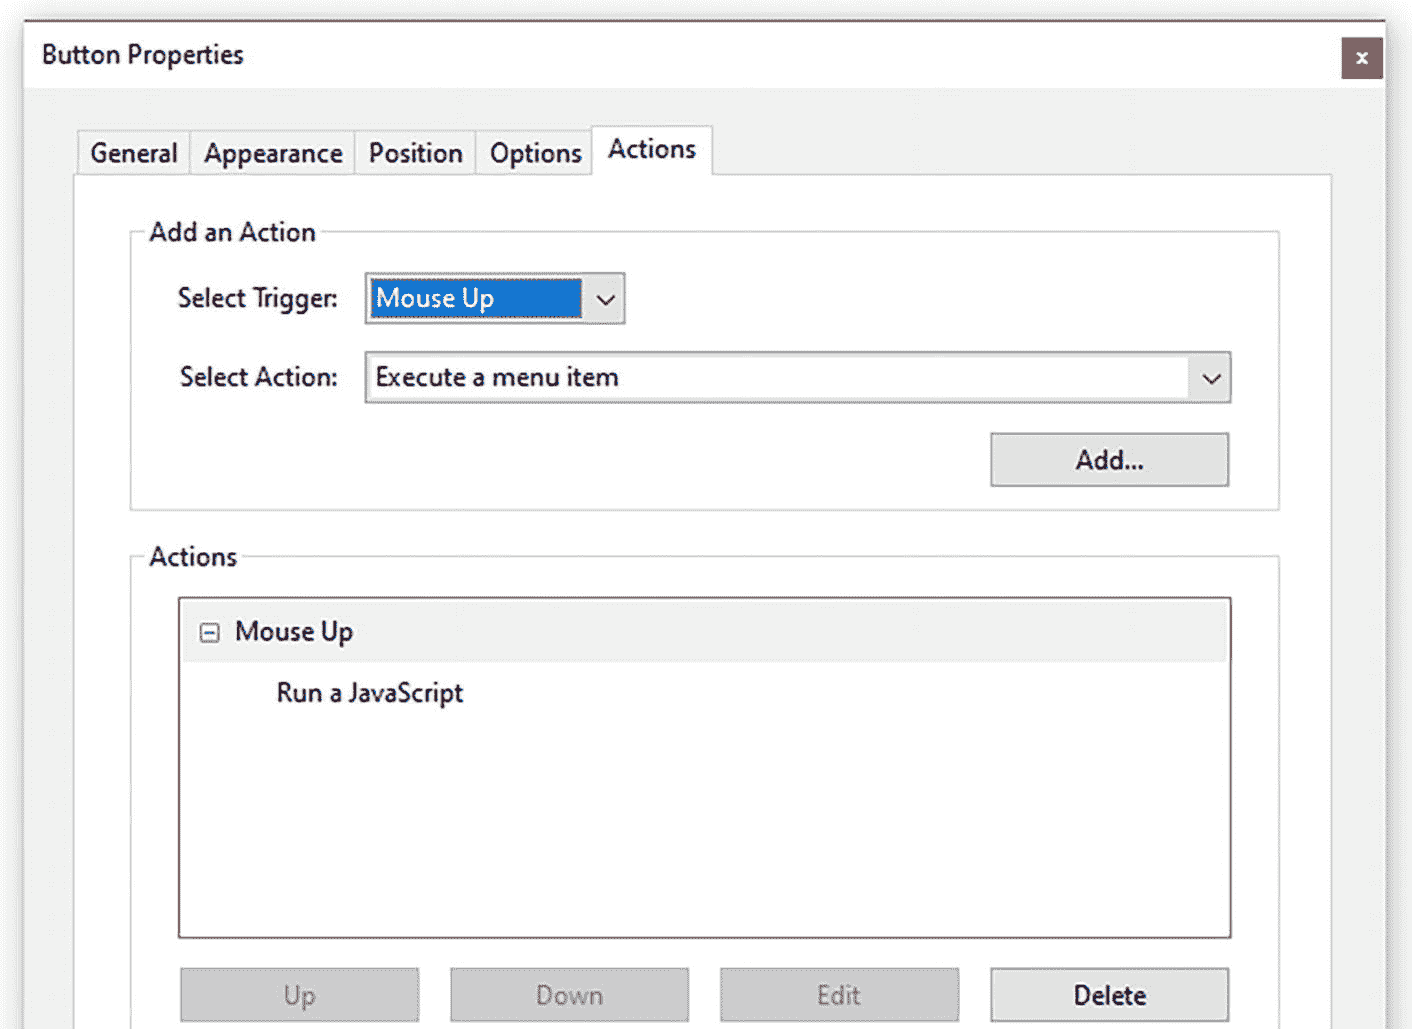 Button Properties
x
General Appearance Position Options Actions
Add an Action
Select Trigger: Mouse Up
Select Action: Execute a menu item
Add...
Actions
Mouse Up
Run a JavaScript
Up Down Edit Delete